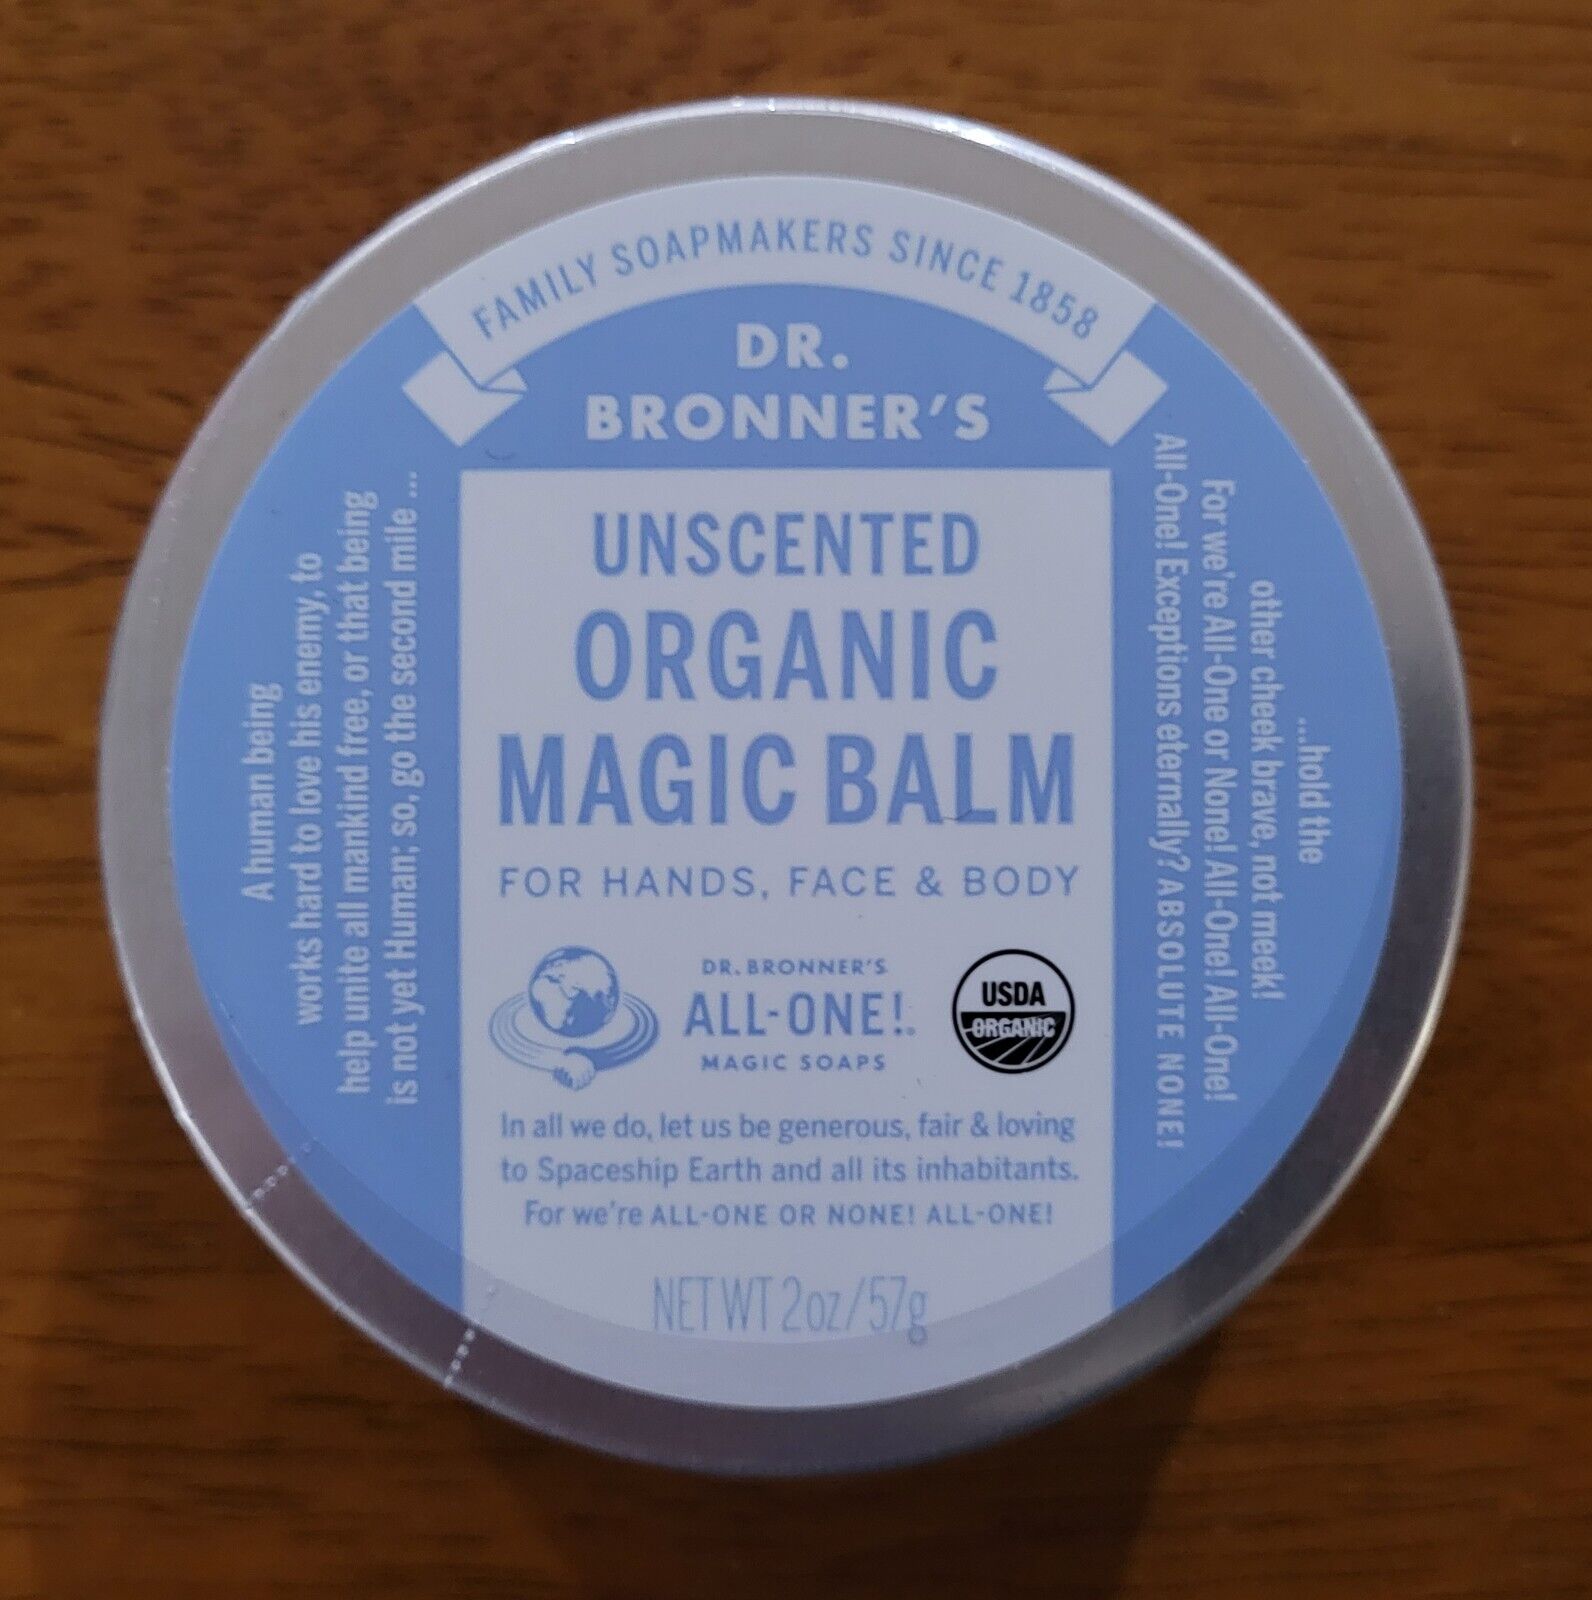 FAMILY SOAPMAKERS SINCE 1858
DR.
BRONNER'S
A human being
works hard to love his enemy, to
help unite all mankind free, or that being
is not yet Human; so, go the second mile ...
UNSCENTED
ORGANIC
MAGIC BALM
FOR HANDS, FACE & BODY
DR. BRONNER'S
ALL-ONE!
MAGIC SOAPS
USDA
ORGANIC
In all we do, let us be generous, fair & loving
to Spaceship Earth and all its inhabitants.
For we're ALL-ONE OR NONE! ALL-ONE!
NET WT 2oz/57g
...hold the
other cheek brave, not meek!
For we're All-One or None! All-One! All-One!
All-One! Exceptions eternally? ABSOLUTE NONE!